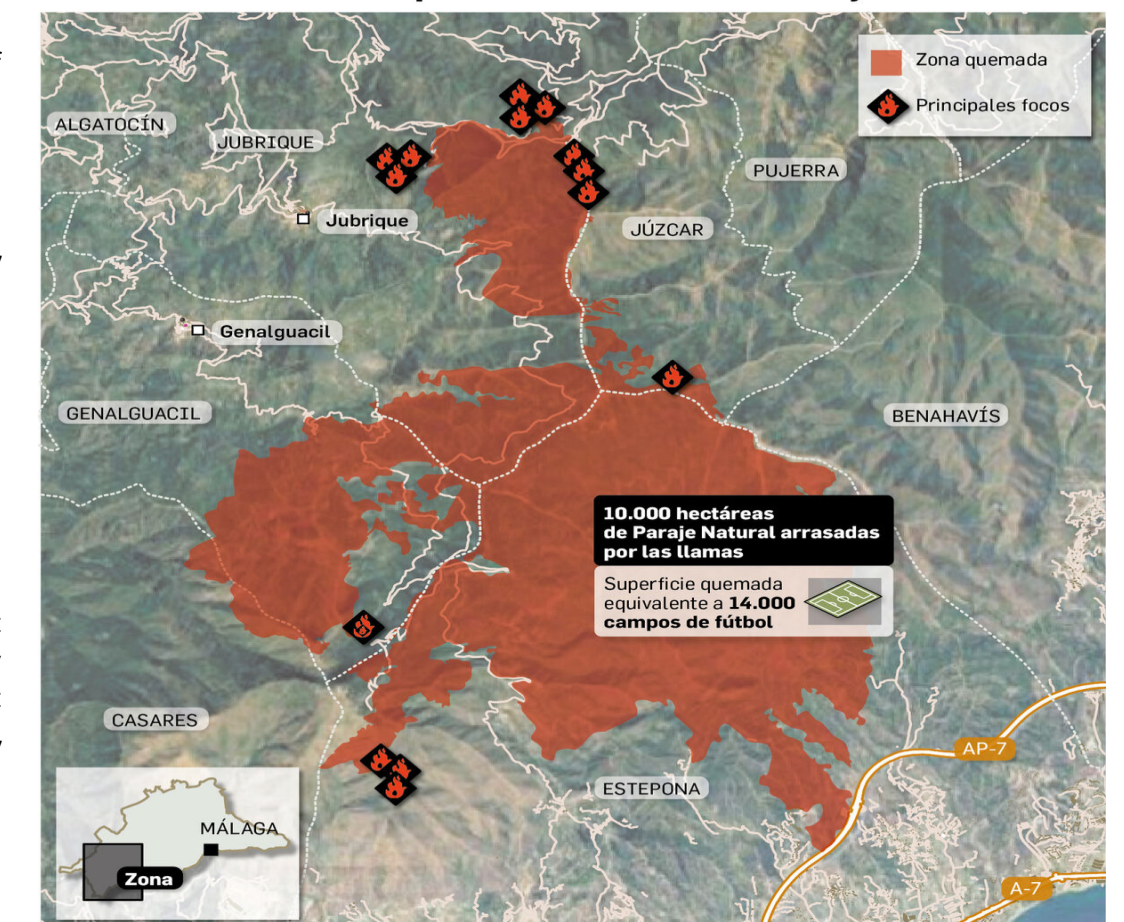 Zona quemada
Principales focos
ALGATOCÍN
JUBRIQUE
PUJERRA
Jubrique
JÚZCAR
Genalguacil
GENALGUACIL
BENAHAVÍS
10.000 hectáreas
de Paraje Natural arrasadas
por las llamas
Superficie quemada
equivalente a 14.000
campos de fútbol
CASARES
AP-7
ESTEPONA
MÁLAGA
Zona
A-7